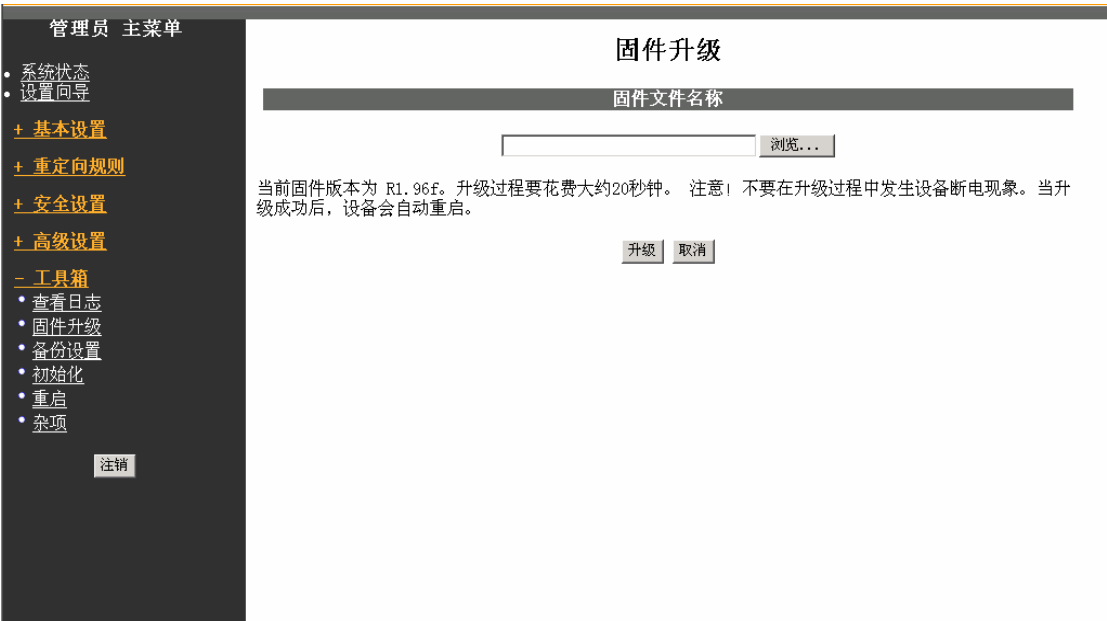 管理员 主菜单
系统状态
设置向导
+ 基本设置
+ 重定向规则
+ 安全设置
+ 高级设置
- 工具箱
查看日志
固件升级
备份设置
初始化
重启
杂项
注销
固件升级
固件文件名称
浏览...
当前固件版本为 R1.96f。升级过程要花费大约20秒钟。 注意! 不要在升级过程中发生设备断电现象。当升
级成功后，设备会自动重启。
升级 取消